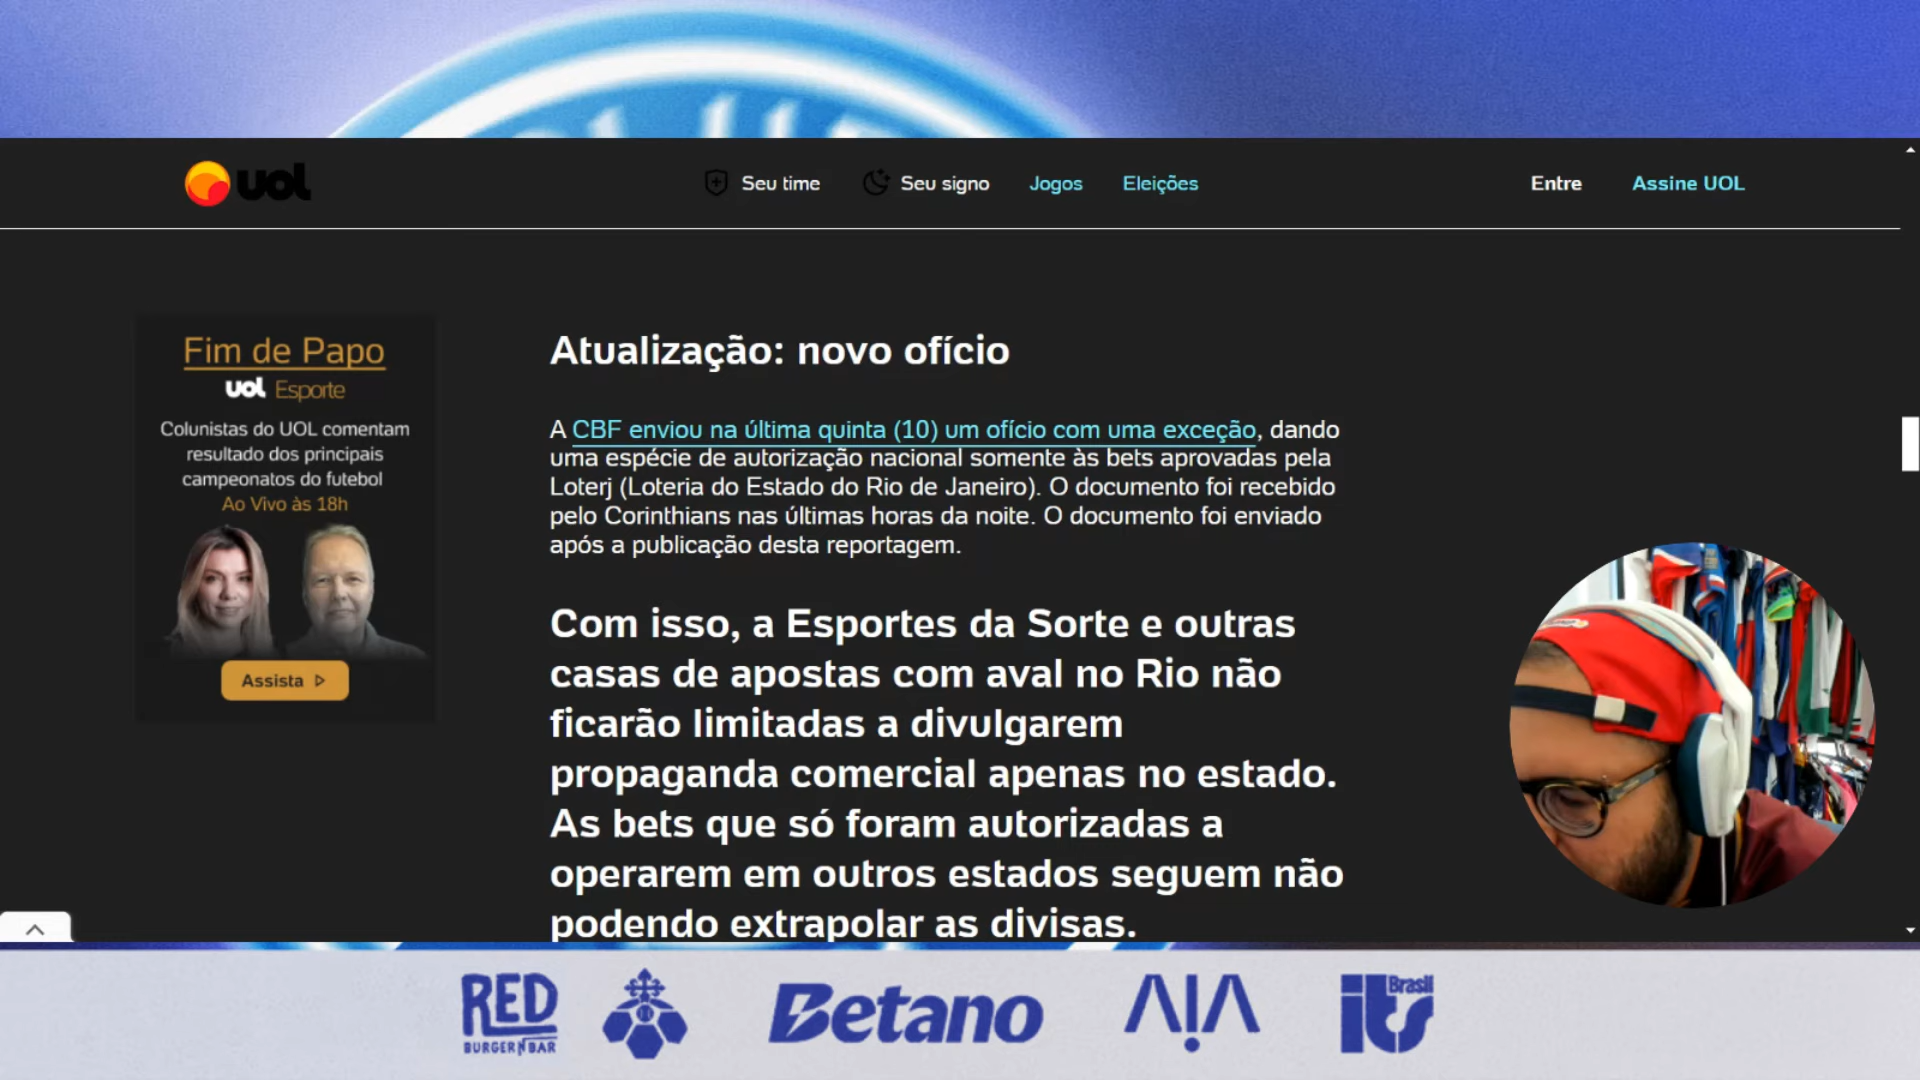 uol
Seu time
Seu signo
Jogos
Eleições
Entre
Assine UOL
Fim de Papo
uol Esporte
Colunistas do UOL comentam
resultado dos principais
campeonatos do futebol
Ao Vivo às 18h
Assista
Atualização: novo ofício
A CBF enviou na última quinta (10) um ofício com uma exceção, dando
uma espécie de autorização nacional somente às bets aprovadas pela
Loterj (Loteria do Estado do Rio de Janeiro). O documento foi recebido
pelo Corinthians nas últimas horas da noite. O documento foi enviado
após a publicação desta reportagem.
Com isso, a Esportes da Sorte e outras
casas de apostas com aval no Rio não
ficarão limitadas a divulgarem
propaganda comercial apenas no estado.
As bets que só foram autorizadas a
operarem em outros estados seguem não
podendo extrapolar as divisas.
RED
BURGER N' BAR
Betano
its Brasil